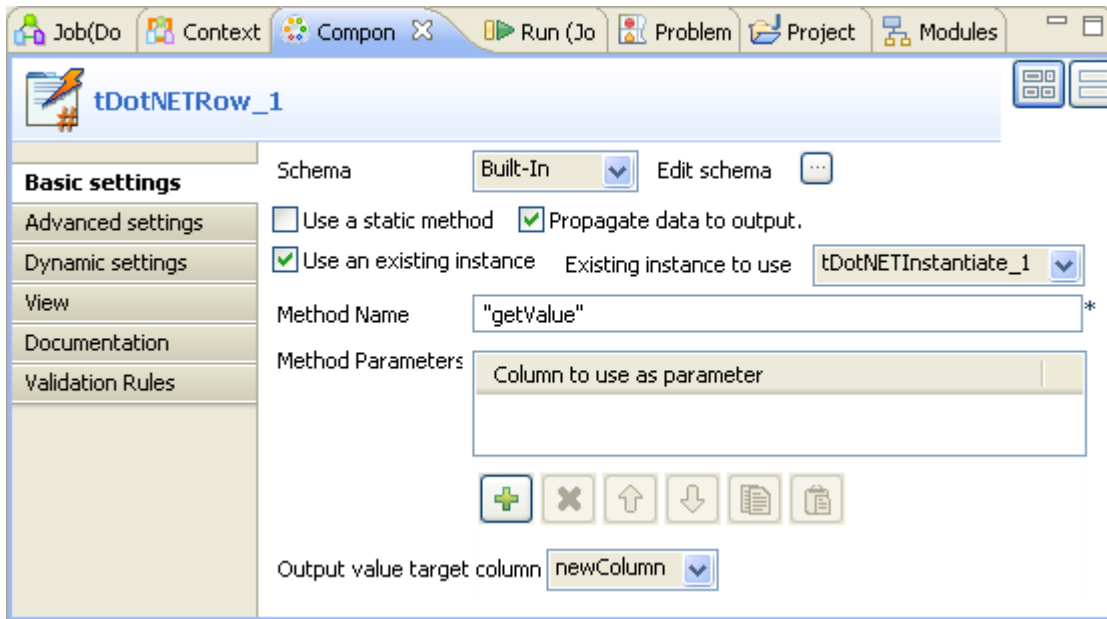 Job(Do Context Compon Run (Jo Problem Project Modules
tDotNETRow_1
Basic settings
Advanced settings
Dynamic settings
View
Documentation
Validation Rules
Schema Built-In Edit schema ...
Use a static method Propagate data to output.
Use an existing instance Existing instance to use tDotNETInstantiate_1
Method Name "getValue" *
Method Parameters Column to use as parameter
Output value target column newColumn